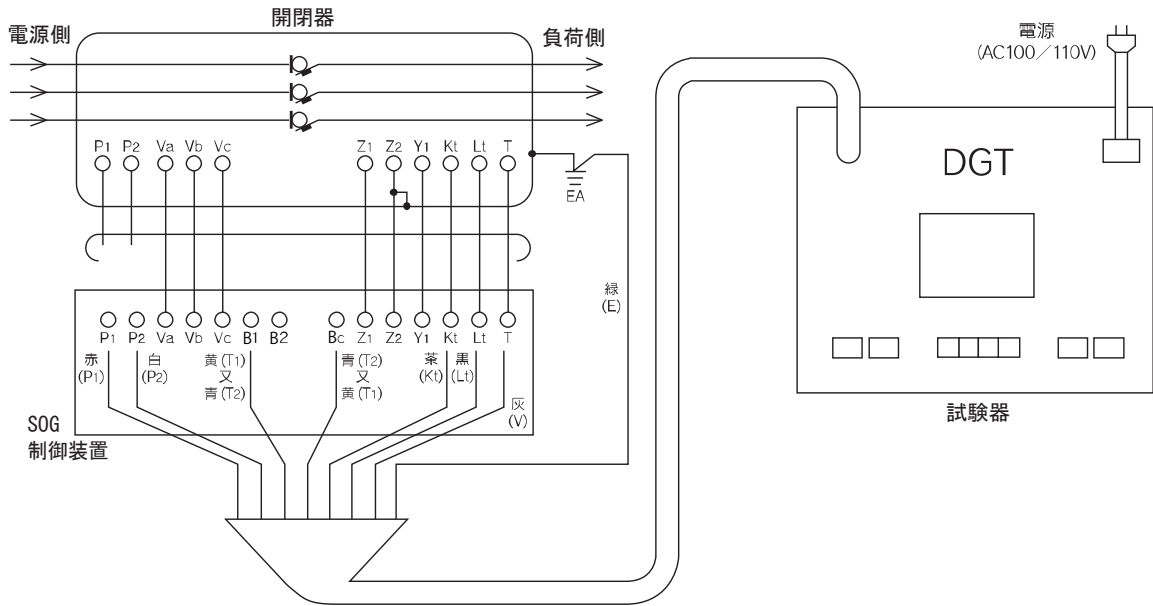 開閉器
電源側
負荷側
電源
(AC100／110V)
P1 P2 Va Vb Vc Z1 Z2 Y1 Kt Lt T
EA
DGT
緑
(E)
P1 P2 Va Vb Vc B1 B2 Bc Z1 Z2 Y1 Kt Lt T
赤
(P1)
白
(P2)
黄(T1)
又
青(T2)
青(T2)
又
黄(T1)
茶
(Kt)
黒
(Lt)
灰
(V)
SOG
制御装置
試験器